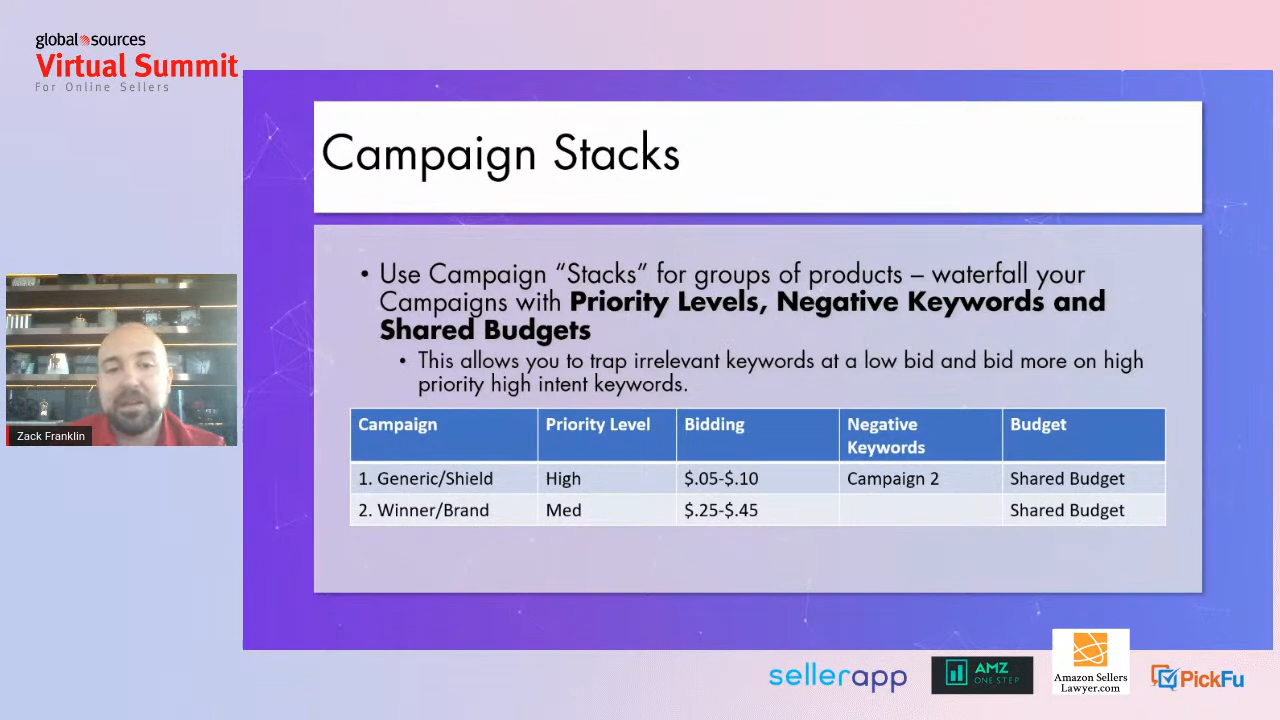 global sources
Virtual Summit
For Online Sellers
Campaign Stacks
• Use Campaign “Stacks” for groups of products – waterfall your
Campaigns with Priority Levels, Negative Keywords and
Shared Budgets
• This allows you to trap irrelevant keywords at a low bid and bid more on high
priority high intent keywords.
Campaign Priority Level Bidding Negative Keywords Budget
1. Generic/Shield High $.05-$.10 Campaign 2 Shared Budget
2. Winner/Brand Med $.25-$.45 Shared Budget
Zack Franklin
sellerapp
AMZ
ONE STEP
Amazon Sellers
Lawyer.com
PickFu